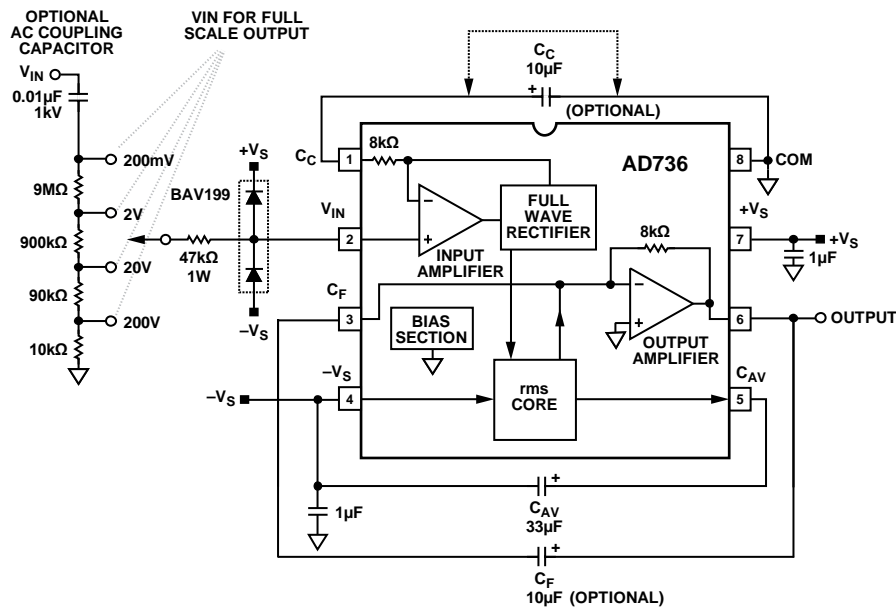 OPTIONAL
AC COUPLING
CAPACITOR
VIN FOR FULL
SCALE OUTPUT
VIN
0.01µF
1kV
200mV
9MΩ
2V
900kΩ
20V
90kΩ
200V
10kΩ
47kΩ
1W
BAV199
+VS
–VS
CC
10µF
+
(OPTIONAL)
CC
1
8kΩ
AD736
8
COM
VIN
2
–
+
INPUT
AMPLIFIER
FULL
WAVE
RECTIFIER
8kΩ
+VS
7
+VS
1µF
CF
3
BIAS
SECTION
–
+
OUTPUT
AMPLIFIER
6
OUTPUT
–VS
–VS
4
rms
CORE
CAV
5
1µF
+
CAV
33µF
+
CF
10µF (OPTIONAL)